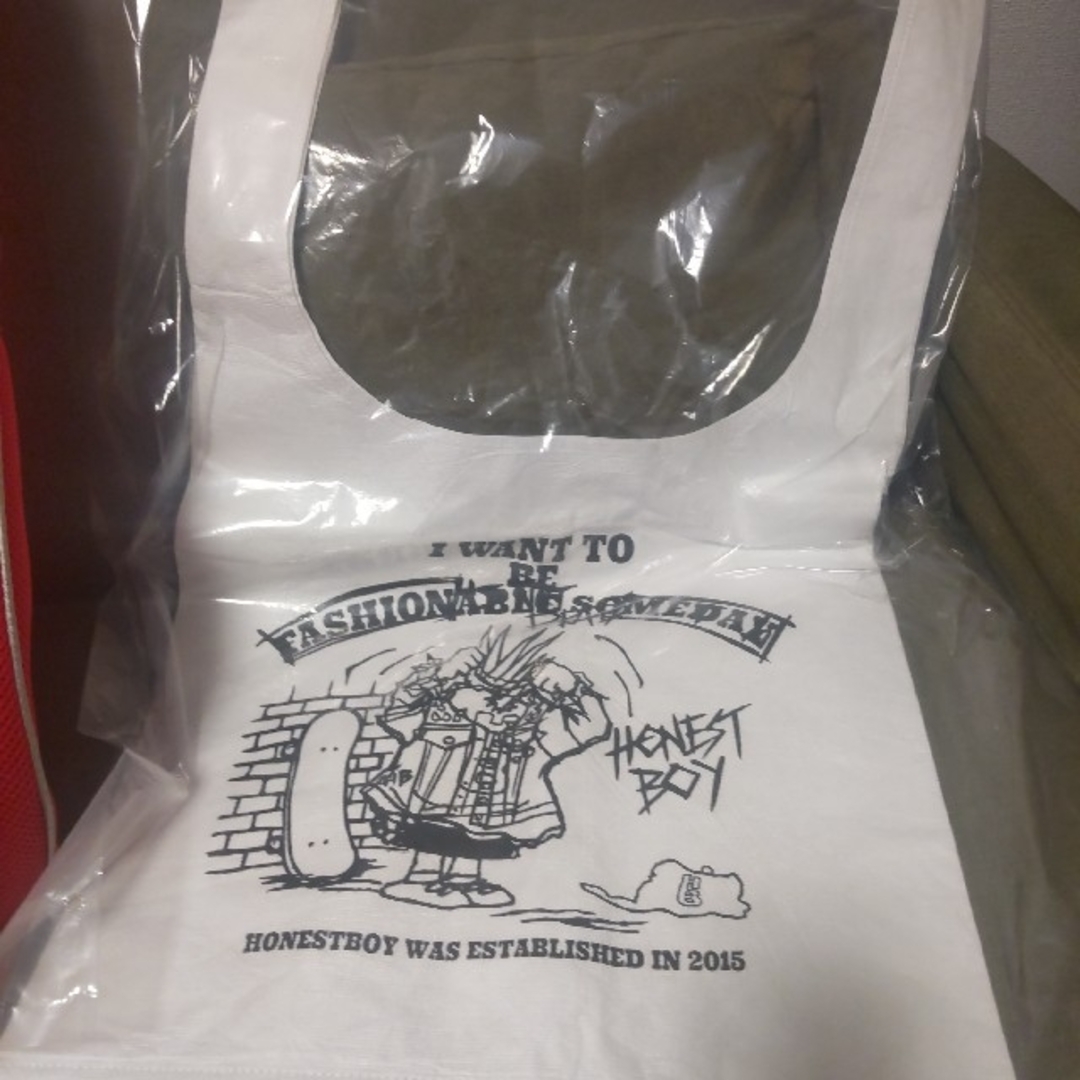 I WANT TO
BE
FASHIONABLE SOMEDAY
HONEST
BOY
HONESTBOY WAS ESTABLISHED IN 2015